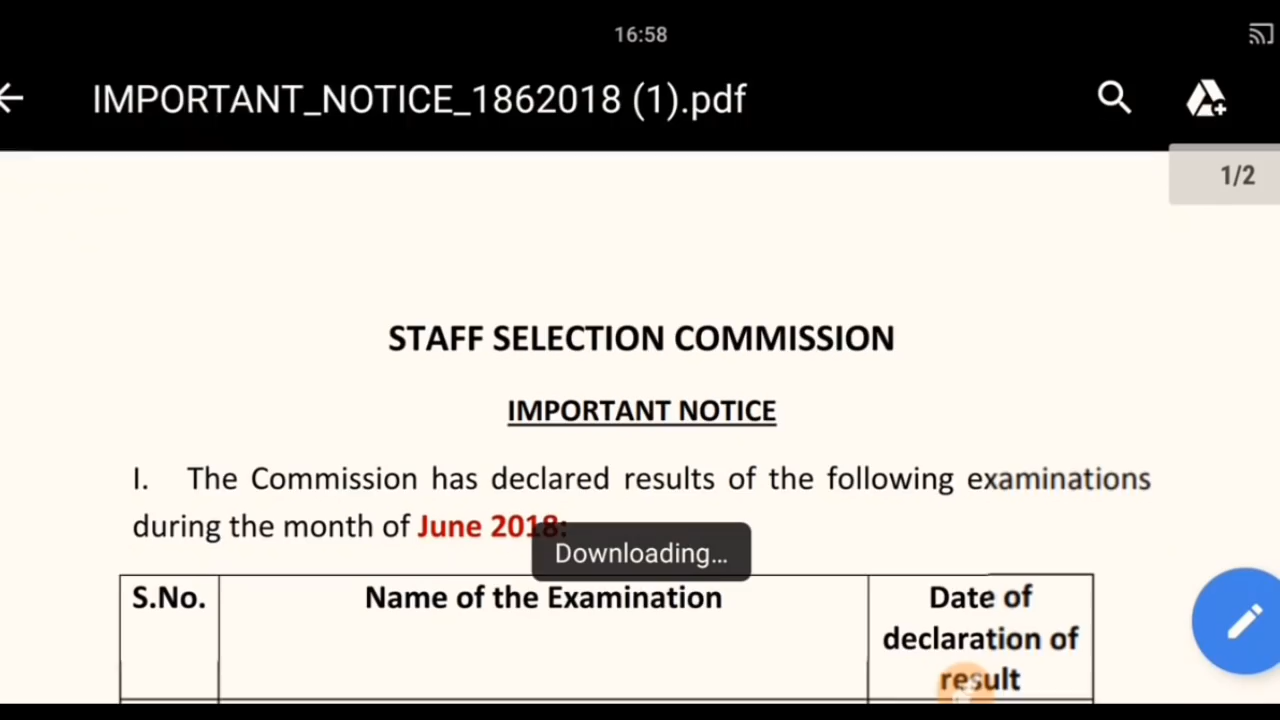 16:58
IMPORTANT_NOTICE_1862018 (1).pdf
1/2
STAFF SELECTION COMMISSION
IMPORTANT NOTICE
I. The Commission has declared results of the following examinations
during the month of June 2018:
Downloading...
S.No. Name of the Examination Date of
declaration of
result